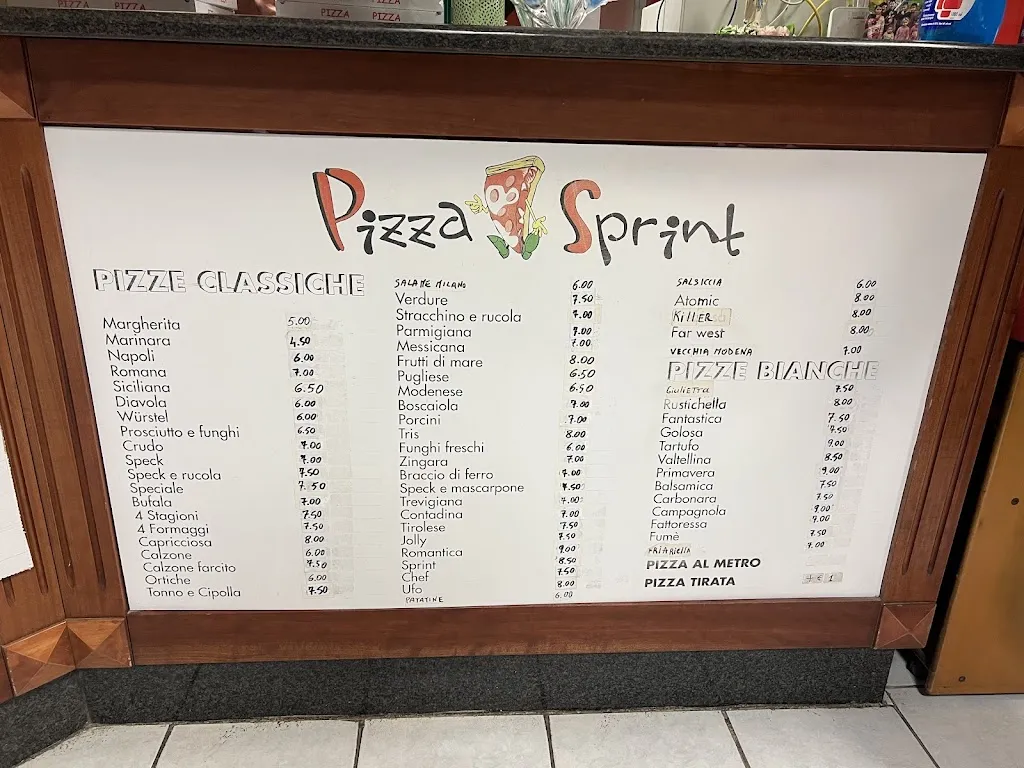 PIZZA PIZZA
PIZZA PIZZA
Pizza Sprint
PIZZE CLASSICHE
Margherita 5.00
Marinara 4.50
Napoli 6.00
Romana 7.00
Siciliana 6.50
Diavola 6.00
Würstel 6.00
Prosciutto e funghi 6.50
Crudo 7.00
Speck 7.00
Speck e rucola 7.50
Speciale 7.50
Bufala 7.00
4 Stagioni 7.50
4 Formaggi 7.50
Capricciosa 8.00
Calzone 6.00
Calzone farcito 7.50
Ortiche 6.00
Tonno e Cipolla 7.50
SALAME MILANO 6.00
Verdure 7.50
Stracchino e rucola 7.00
Parmigiana 7.00
Messicana 7.00
Frutti di mare 8.00
Pugliese 6.50
Modenese 6.50
Boscaiola 7.00
Porcini 7.00
Tris 8.00
Funghi freschi 6.00
Zingara 7.00
Braccio di ferro 7.00
Speck e mascarpone 7.50
Trevigiana 7.00
Contadina 7.00
Tirolese 7.50
Jolly 7.50
Romantica 9.00
Sprint 8.50
Chef 7.50
Ufo 8.00
PATATINE 6.00
SALSICCIA 6.00
Atomic 8.00
KILLER 8.00
Far west 8.00
VECCHIA MODENA 7.00
PIZZE BIANCHE
GIULIETTA 7.50
Rustichella 8.00
Fantastica 7.50
Golosa 7.50
Tartufo 9.00
Valtellina 8.50
Primavera 9.00
Balsamica 7.50
Carbonara 7.50
Campagnola 9.00
Fattoressa 7.00
Fumè 7.50
FRIARIELLA 7.00
PIZZA AL METRO
PIZZA TIRATA + € 1